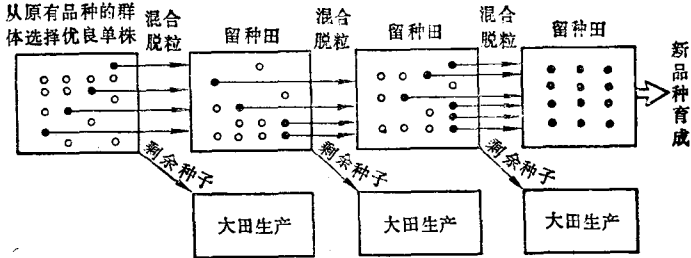 从原有品种的群
体选择优良单株
混合
脱粒
留种田
混合
脱粒
留种田
混合
脱粒
留种田
新品种育成
剩余种子
剩余种子
剩余种子
大田生产
大田生产
大田生产